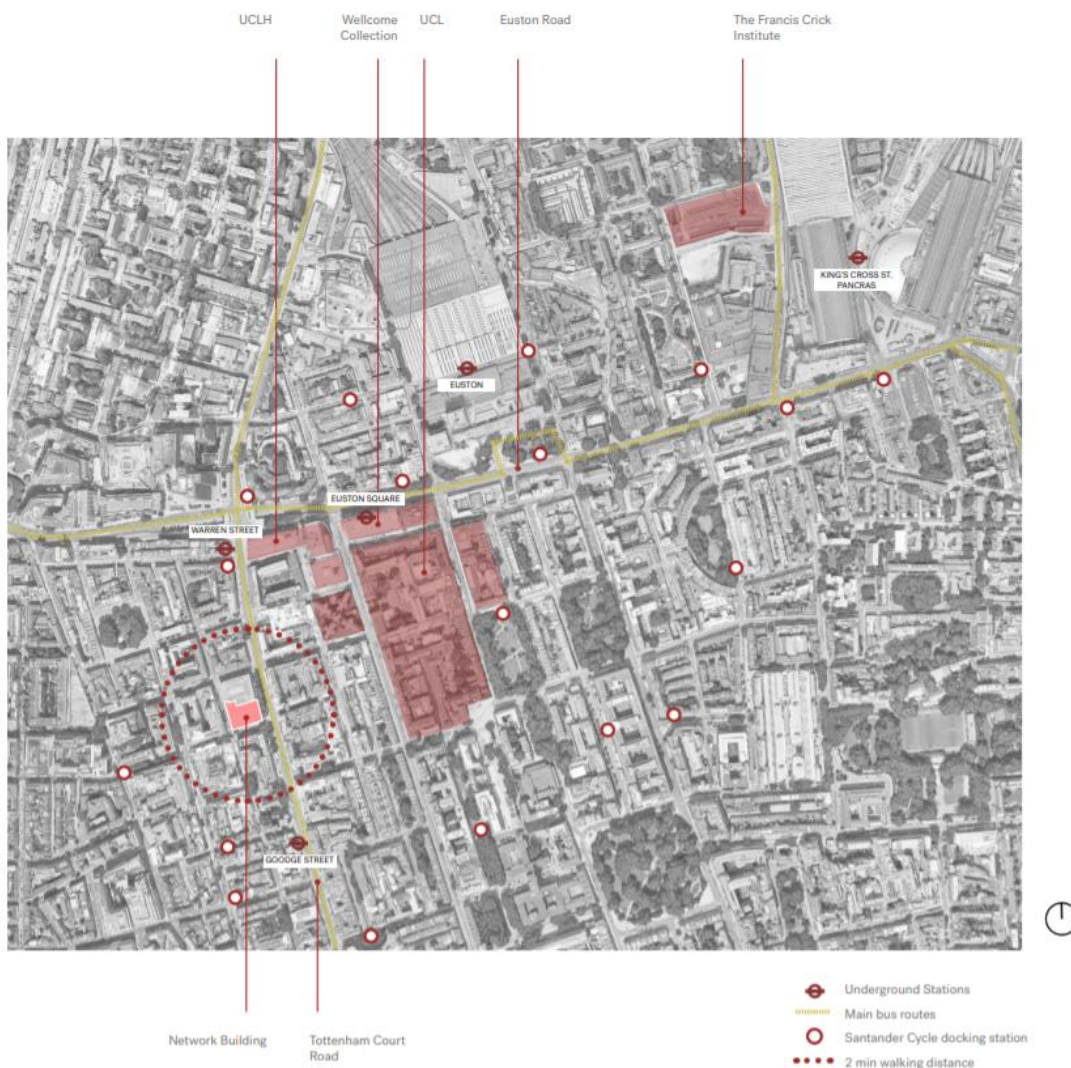 UCLH
Wellcome
Collection
UCL
Euston Road
The Francis Crick
Institute
KING'S CROSS ST.
PANCRAS
EUSTON
EUSTON SQUARE
WARREN STREET
GOODGE STREET
Network Building
Tottenham Court
Road
Underground Stations
Main bus routes
Santander Cycle docking station
2 min walking distance